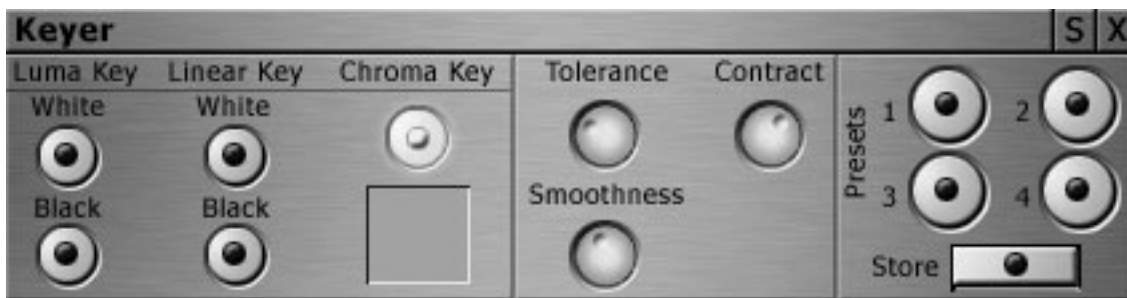 Keyer S X
Luma Key Linear Key Chroma Key
White White
Black Black
Tolerance Contract
Smoothness
Presets
1 2
3 4
Store